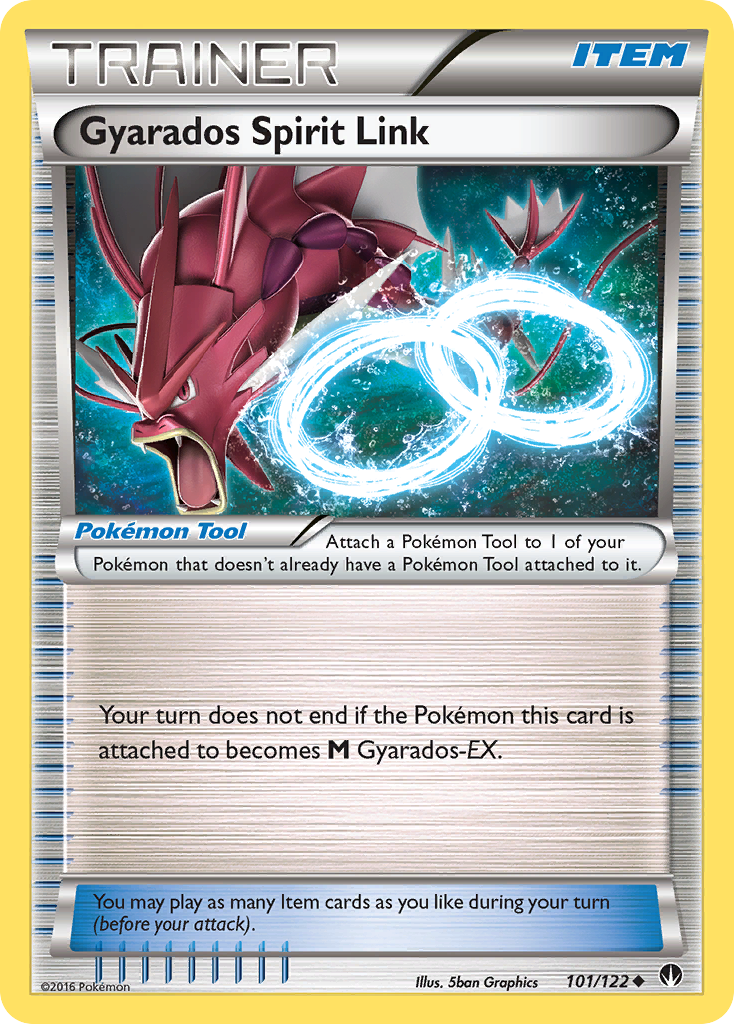 TRAINER
ITEM
Gyarados Spirit Link
Pokémon Tool
Attach a Pokémon Tool to 1 of your
Pokémon that doesn't already have a Pokémon Tool attached to it.
Your turn does not end if the Pokémon this card is
attached to becomes M Gyarados-EX.
You may play as many Item cards as you like during your turn
(before your attack).
©2016 Pokémon
Illus. 5ban Graphics
101/122